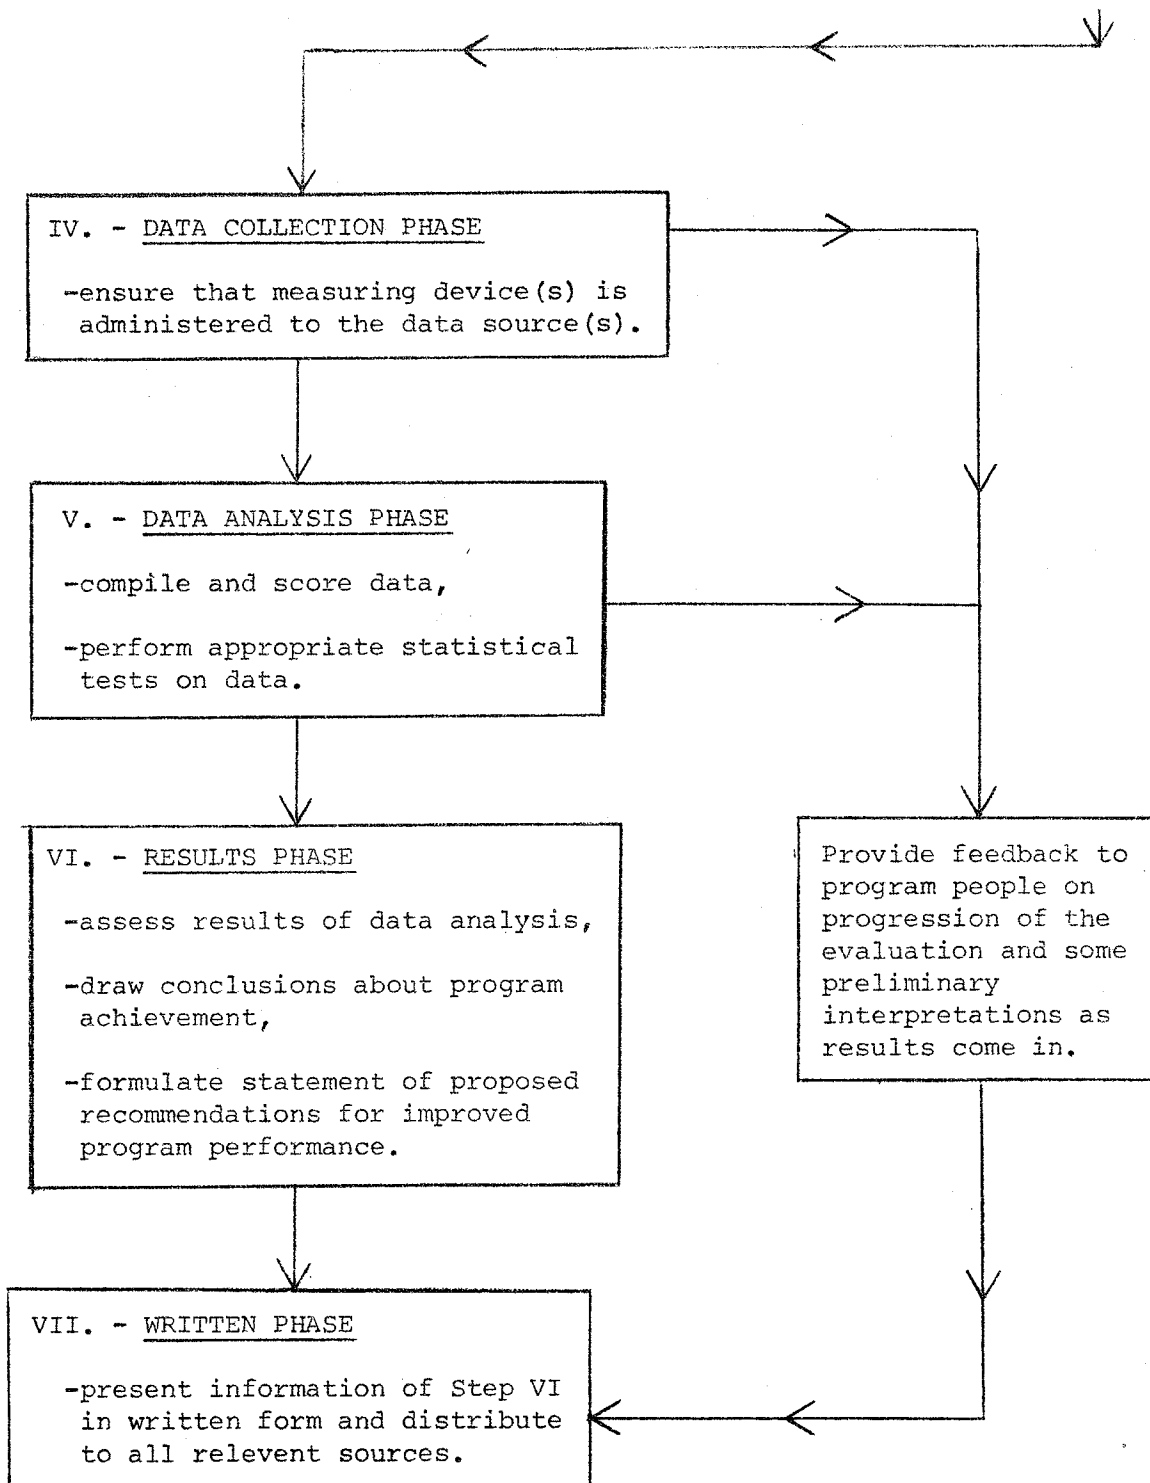 IV. - DATA COLLECTION PHASE
-ensure that measuring device(s) is
administered to the data source(s).
V. - DATA ANALYSIS PHASE
-compile and score data,
-perform appropriate statistical
tests on data.
VI. - RESULTS PHASE
-assess results of data analysis,
-draw conclusions about program
achievement,
-formulate statement of proposed
recommendations for improved
program performance.
Provide feedback to
program people on
progression of the
evaluation and some
preliminary
interpretations as
results come in.
VII. - WRITTEN PHASE
-present information of Step VI
in written form and distribute
to all relevent sources.